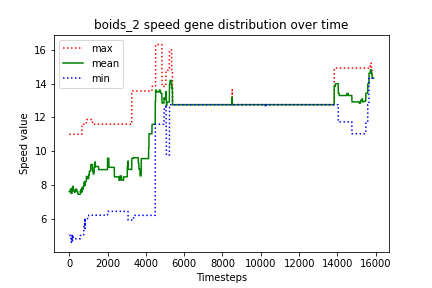 boids_2 speed gene distribution over time
max
mean
min
Speed value
16
14
12
10
8
6
0 2000 4000 6000 8000 10000 12000 14000 16000
Timesteps